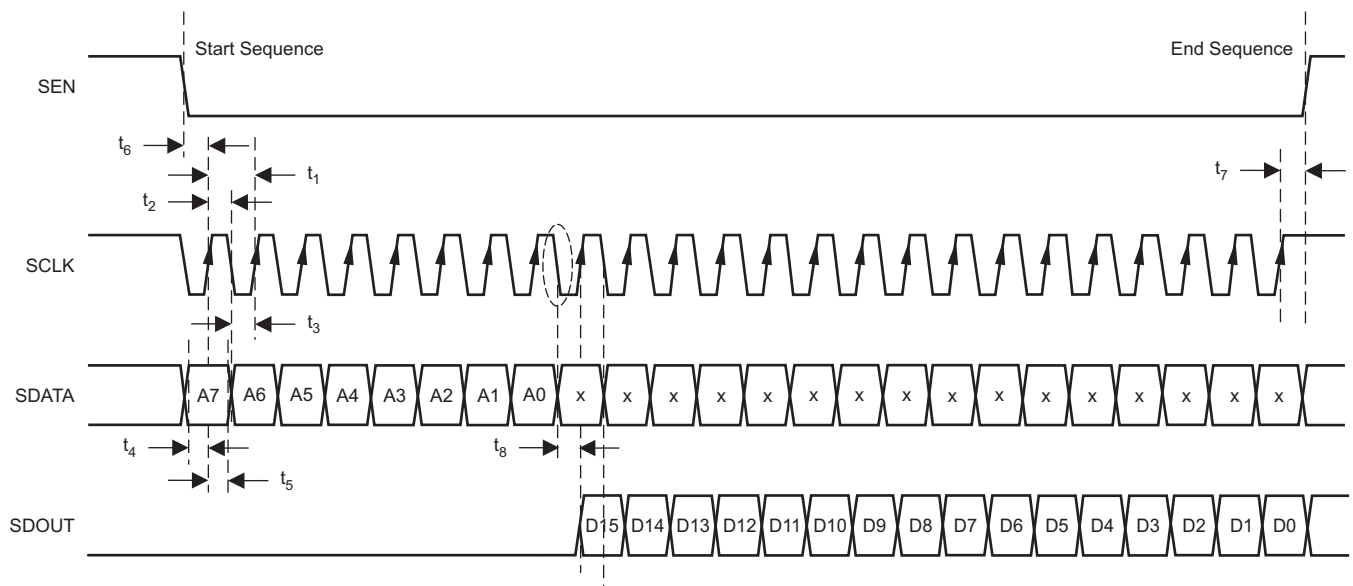 Start Sequence
End Sequence
SEN
t6
t1
t7
t2
SCLK
t3
SDATA
A7 A6 A5 A4 A3 A2 A1 A0 x x x x x x x x x x x x x x x x
t4
t8
t5
SDOUT
D15 D14 D13 D12 D11 D10 D9 D8 D7 D6 D5 D4 D3 D2 D1 D0